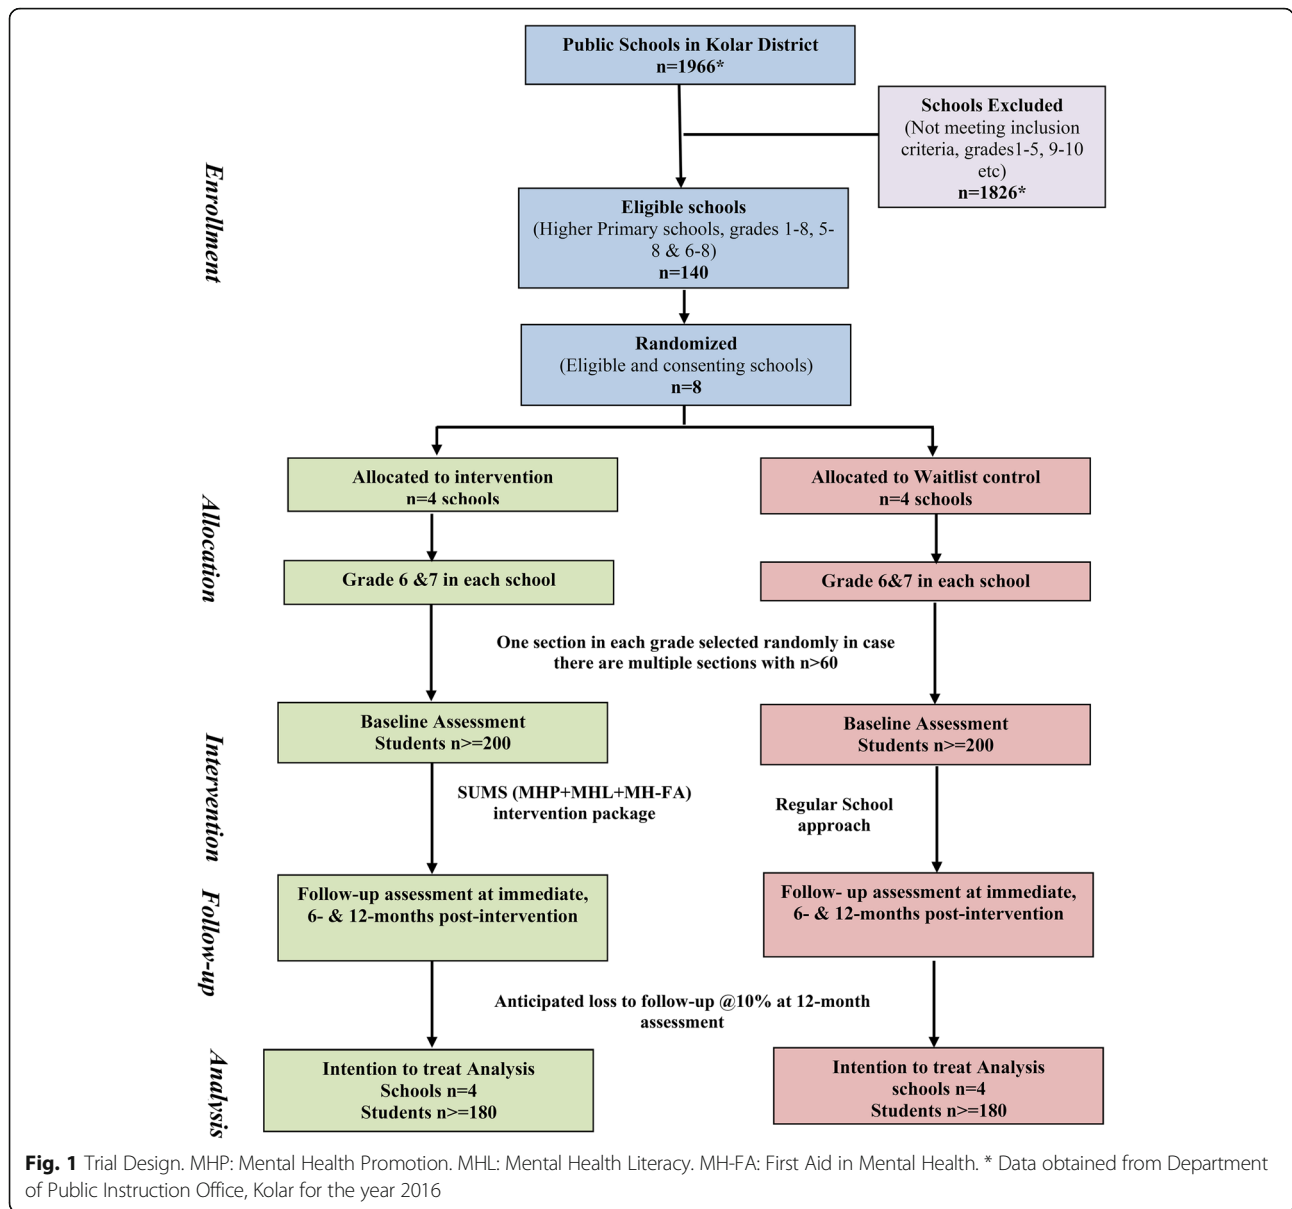 Public Schools in Kolar District
n=1966*
Schools Excluded
(Not meeting inclusion
criteria, grades1-5, 9-10
etc)
n=1826*
Enrollment
Eligible schools
(Higher Primary schools, grades 1-8, 5-
8 & 6-8)
n=140
Randomized
(Eligible and consenting schools)
n=8
Allocation
Allocated to intervention
n=4 schools
Allocated to Waitlist control
n=4 schools
Grade 6 &7 in each school
Grade 6&7 in each school
One section in each grade selected randomly in case
there are multiple sections with n>60
Intervention
Baseline Assessment
Students n>=200
Baseline Assessment
Students n>=200
SUMS (MHP+MHL+MH-FA)
intervention package
Regular School
approach
Follow-up
Follow-up assessment at immediate,
6- & 12-months post-intervention
Follow- up assessment at immediate,
6- & 12-months post-intervention
Anticipated loss to follow-up @10% at 12-month
assessment
Analysis
Intention to treat Analysis
Schools n=4
Students n>=180
Intention to treat Analysis
schools n=4
Students n>=180
Fig. 1 Trial Design. MHP: Mental Health Promotion. MHL: Mental Health Literacy. MH-FA: First Aid in Mental Health. * Data obtained from Department
of Public Instruction Office, Kolar for the year 2016